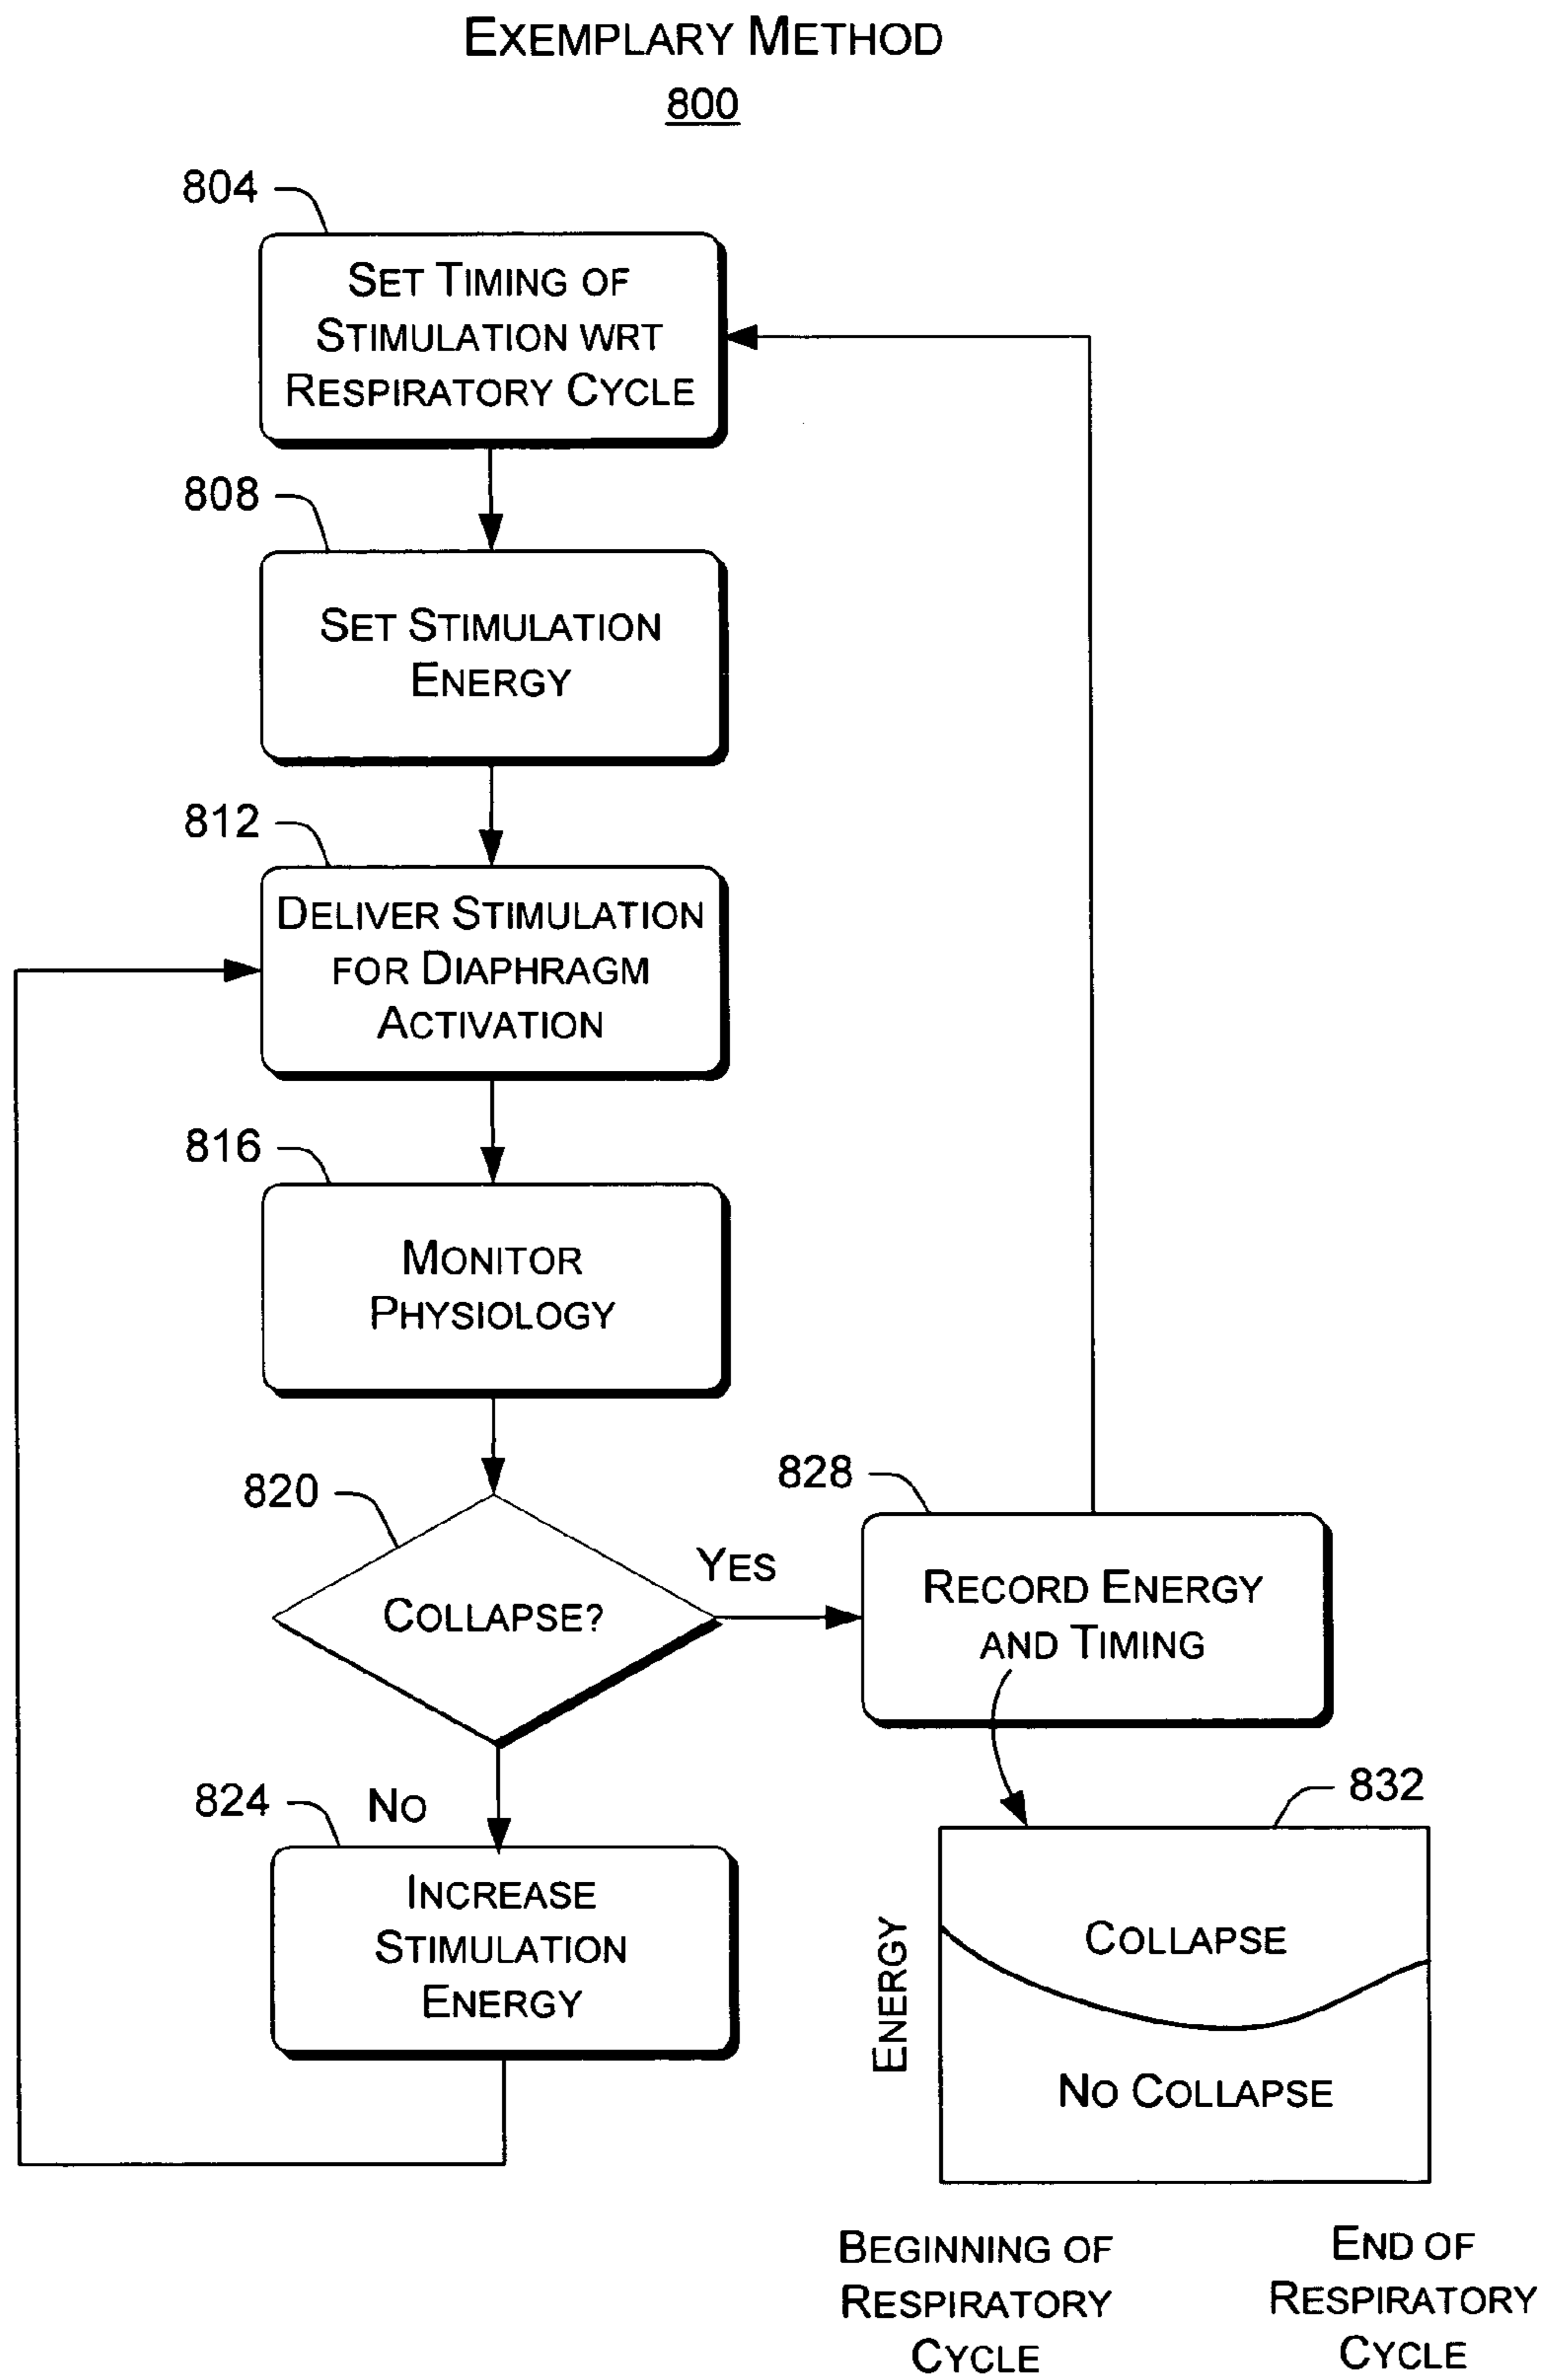 EXEMPLARY METHOD
800
804
SET TIMING OF
STIMULATION WRT
RESPIRATORY CYCLE
808
SET STIMULATION
ENERGY
812
DELIVER STIMULATION
FOR DIAPHRAGM
ACTIVATION
816
MONITOR
PHYSIOLOGY
820
COLLAPSE?
YES
828
RECORD ENERGY
AND TIMING
NO
824
INCREASE
STIMULATION
ENERGY
832
ENERGY
COLLAPSE
NO COLLAPSE
BEGINNING OF
RESPIRATORY
CYCLE
END OF
RESPIRATORY
CYCLE